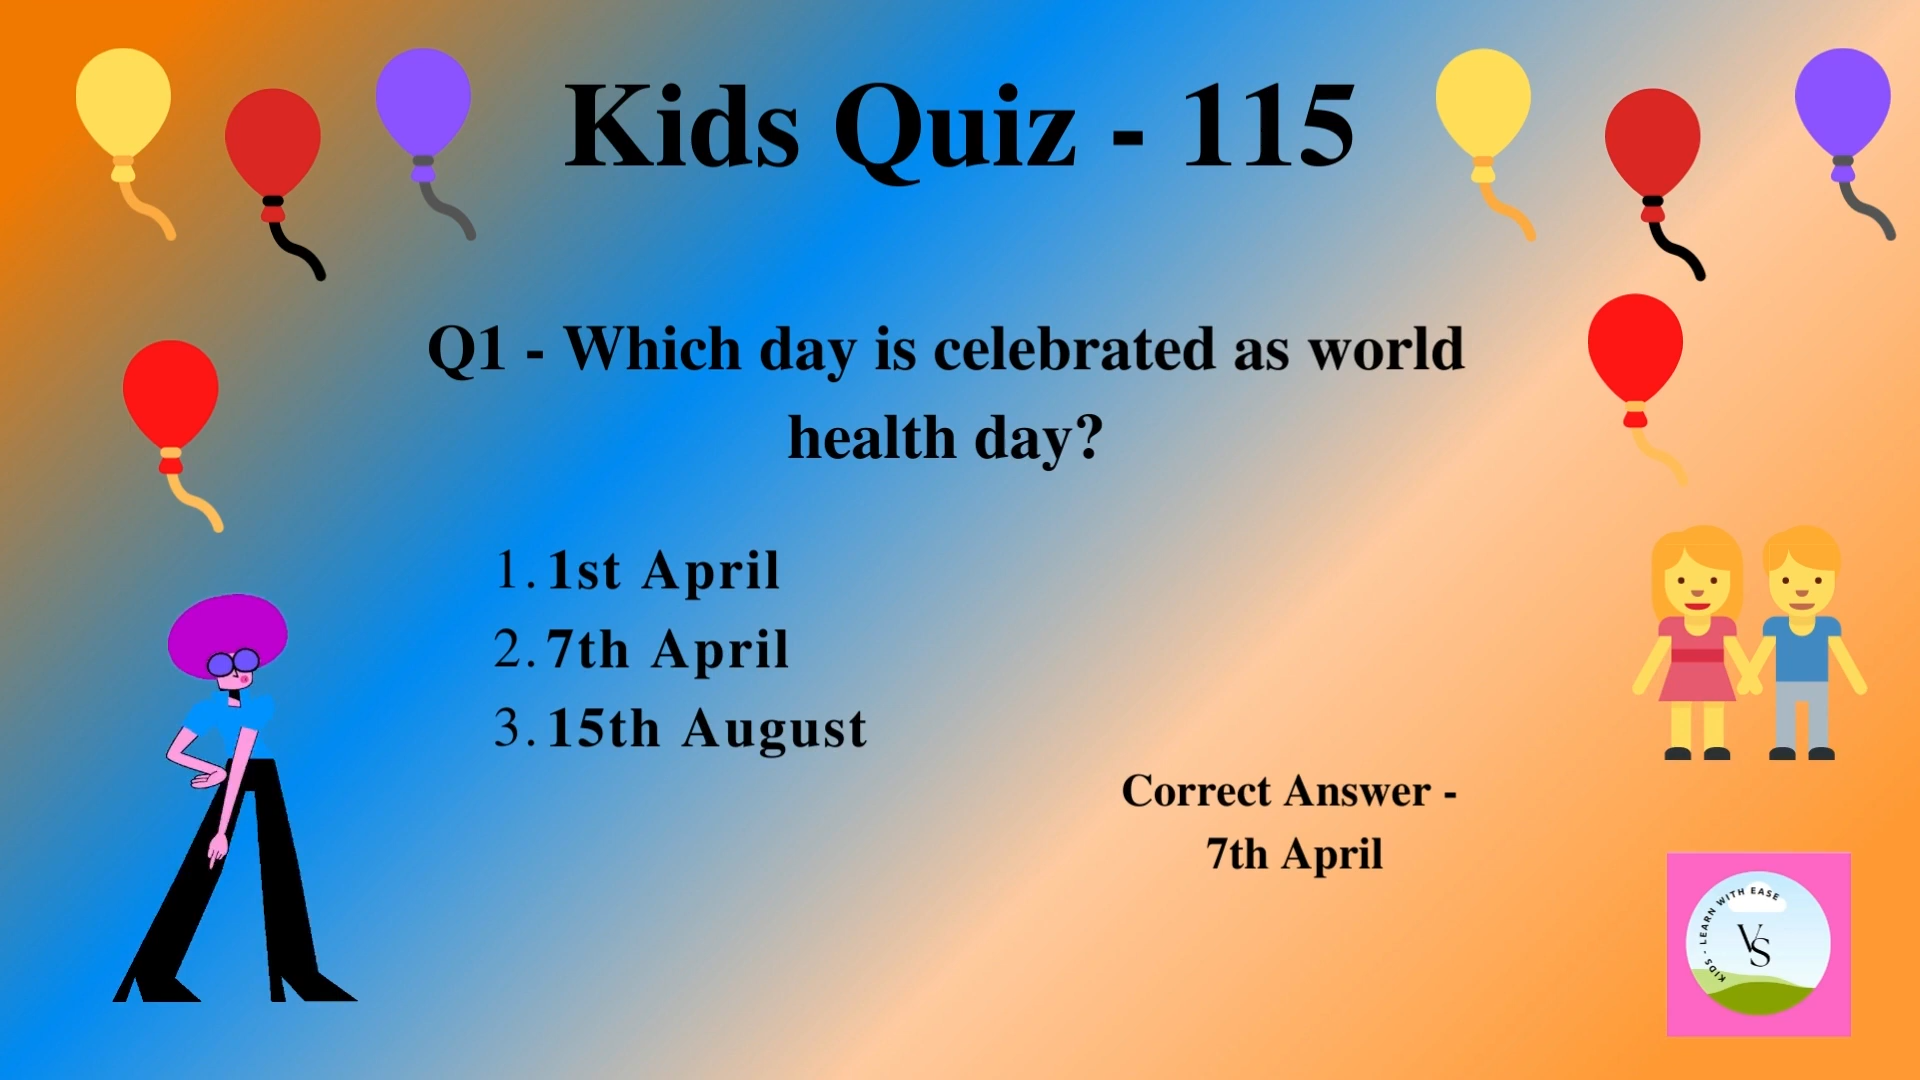 Kids Quiz - 115
Q1 - Which day is celebrated as world
health day?
1. 1st April
2. 7th April
3. 15th August
Correct Answer -
7th April
KIDS - LEARN WITH EASE
VS